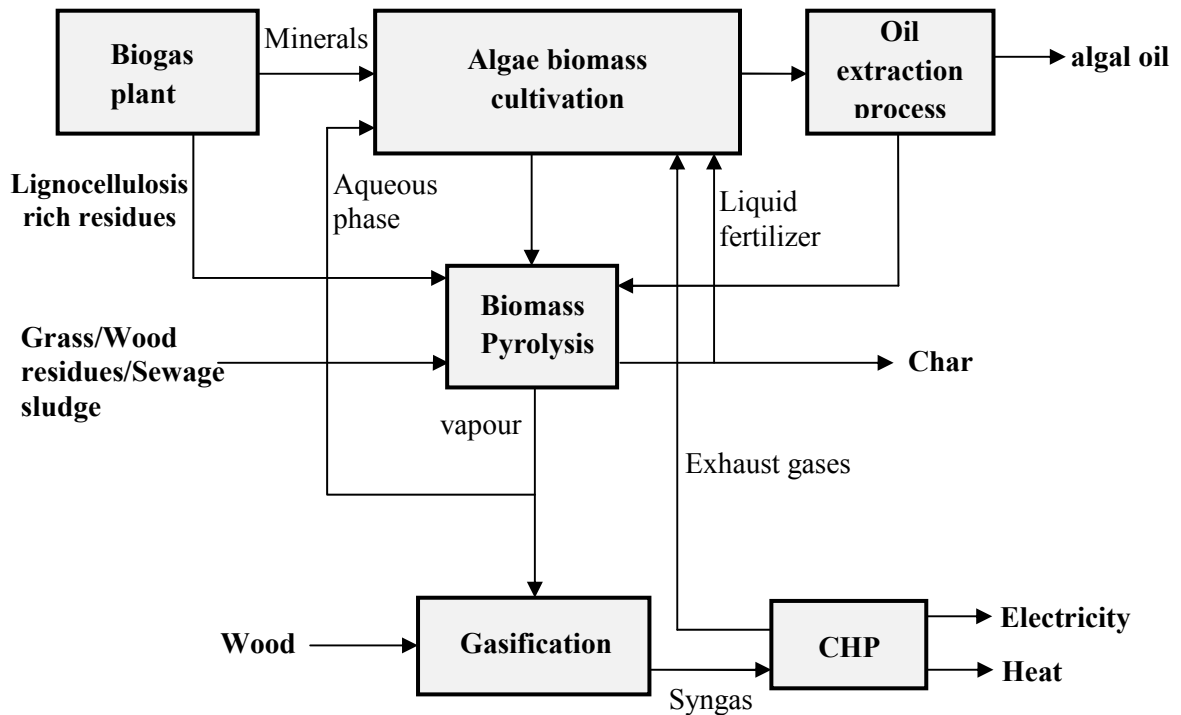 Biogas
plant
Minerals
Algae biomass
cultivation
Oil
extraction
process
algal oil
Lignocellulosis
rich residues
Aqueous
phase
Liquid
fertilizer
Biomass
Pyrolysis
Grass/Wood
residues/Sewage
sludge
Char
vapour
Exhaust gases
Wood
Gasification
Syngas
CHP
Electricity
Heat